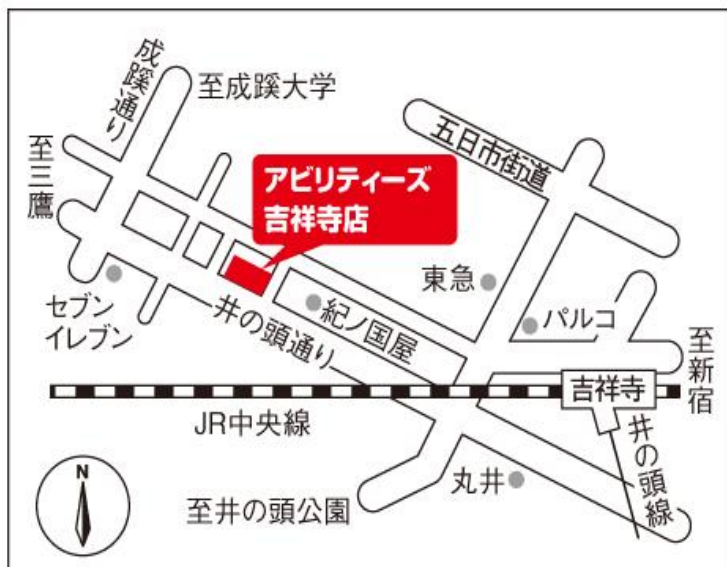 成蹊通り
至成蹊大学
五日市街道
至三鷹
アビリティーズ
吉祥寺店
東急
パルコ
セブン
イレブン
井の頭通り
紀ノ国屋
至新宿
吉祥寺
JR中央線
井の頭線
丸井
至井の頭公園
N